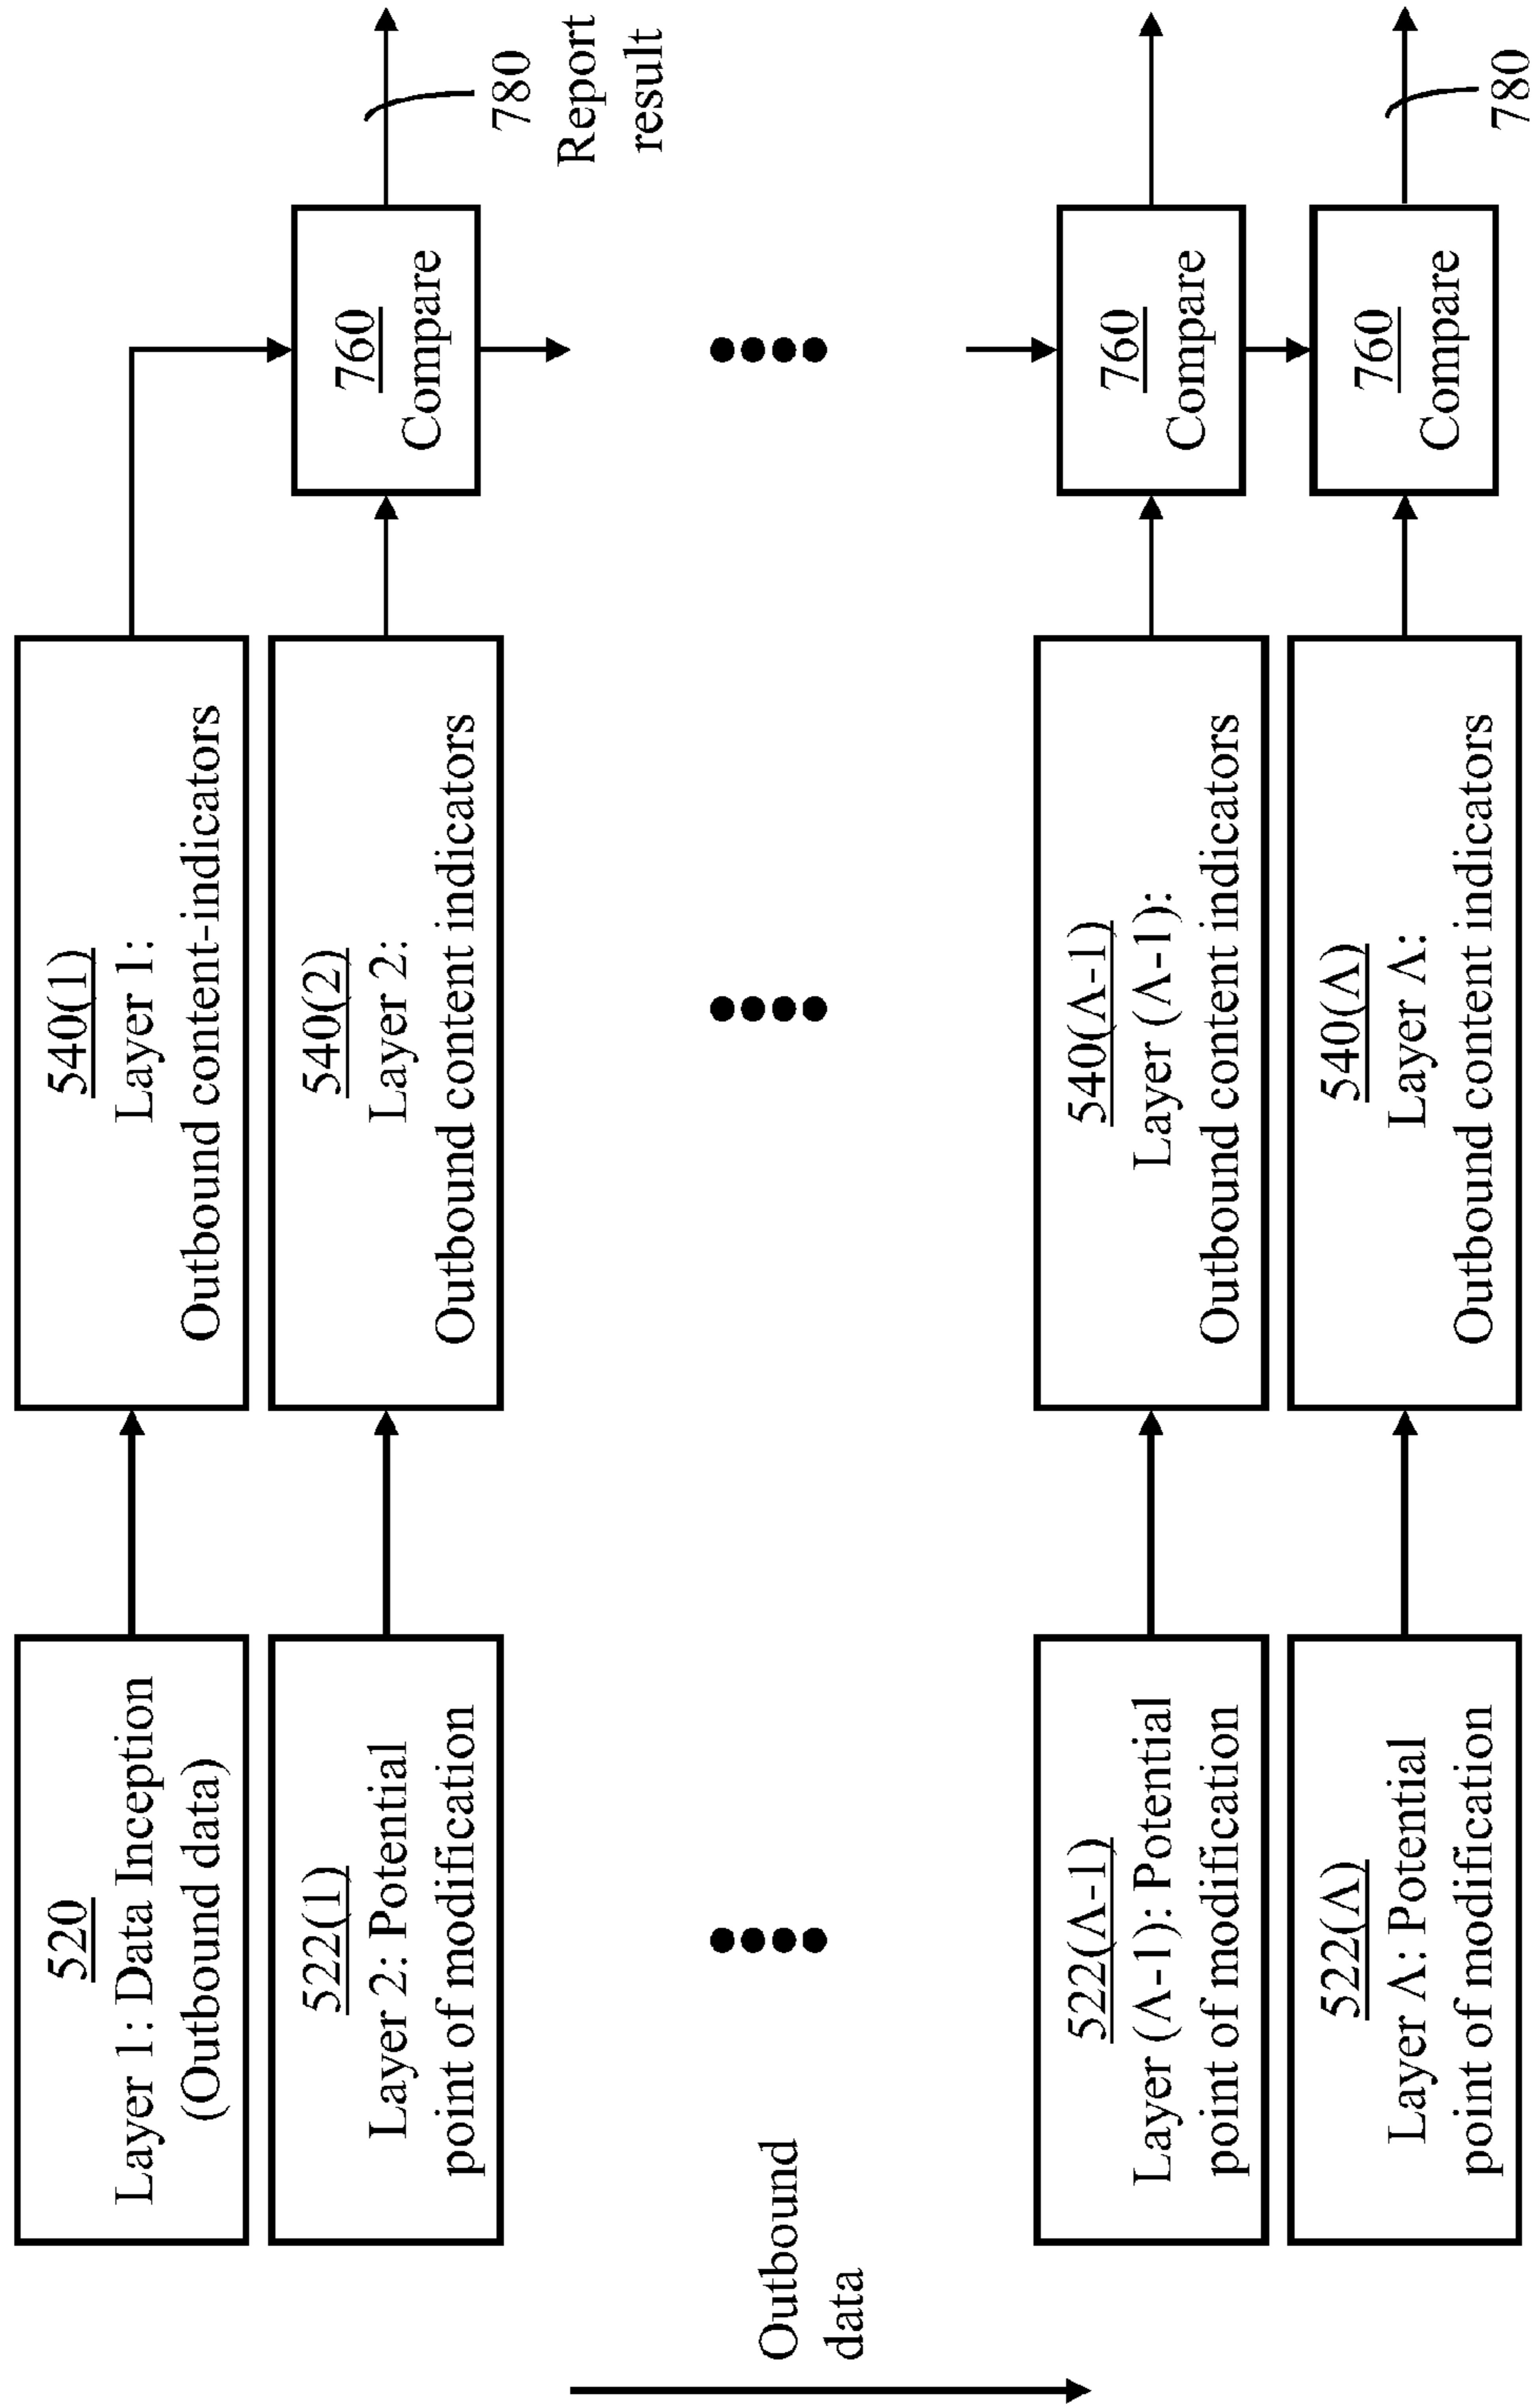 520
Layer 1: Data Inception
(Outbound data)
540(1)
Layer 1:
Outbound content-indicators
522(1)
Layer 2: Potential
point of modification
540(2)
Layer 2:
Outbound content indicators
760
Compare
780
Report
result
Outbound
data
522(Λ-1)
Layer (Λ-1): Potential
point of modification
540(Λ-1)
Layer (Λ-1):
Outbound content indicators
760
Compare
522(Λ)
Layer Λ: Potential
point of modification
540(Λ)
Layer Λ:
Outbound content indicators
760
Compare
780